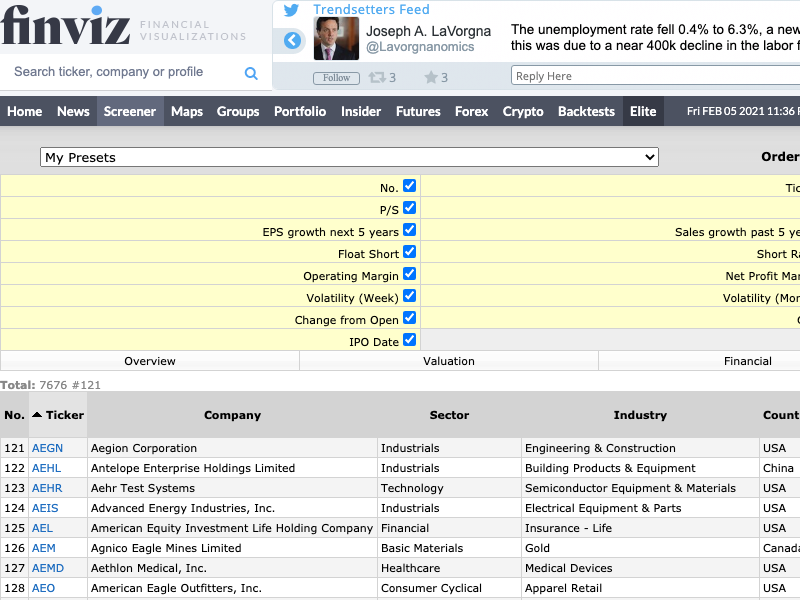 finviz FINANCIAL VISUALIZATIONS
Trendsetters Feed
Joseph A. LaVorgna
@Lavorgnanomics
The unemployment rate fell 0.4% to 6.3%, a new
this was due to a near 400k decline in the labor f
Search ticker, company or profile
Follow 3 3 Reply Here
Home News Screener Maps Groups Portfolio Insider Futures Forex Crypto Backtests Elite Fri FEB 05 2021 11:36
My Presets Order
No. Tic
P/S
EPS growth next 5 years Sales growth past 5 ye
Float Short Short Ra
Operating Margin Net Profit Mar
Volatility (Week) Volatility (Mon
Change from Open
IPO Date
Overview Valuation Financial
Total: 7676 #121
No. Ticker Company Sector Industry Count
121 AEGN Aegion Corporation Industrials Engineering & Construction USA
122 AEHL Antelope Enterprise Holdings Limited Industrials Building Products & Equipment China
123 AEHR Aehr Test Systems Technology Semiconductor Equipment & Materials USA
124 AEIS Advanced Energy Industries, Inc. Industrials Electrical Equipment & Parts USA
125 AEL American Equity Investment Life Holding Company Financial Insurance - Life USA
126 AEM Agnico Eagle Mines Limited Basic Materials Gold Canada
127 AEMD Aethlon Medical, Inc. Healthcare Medical Devices USA
128 AEO American Eagle Outfitters, Inc. Consumer Cyclical Apparel Retail USA